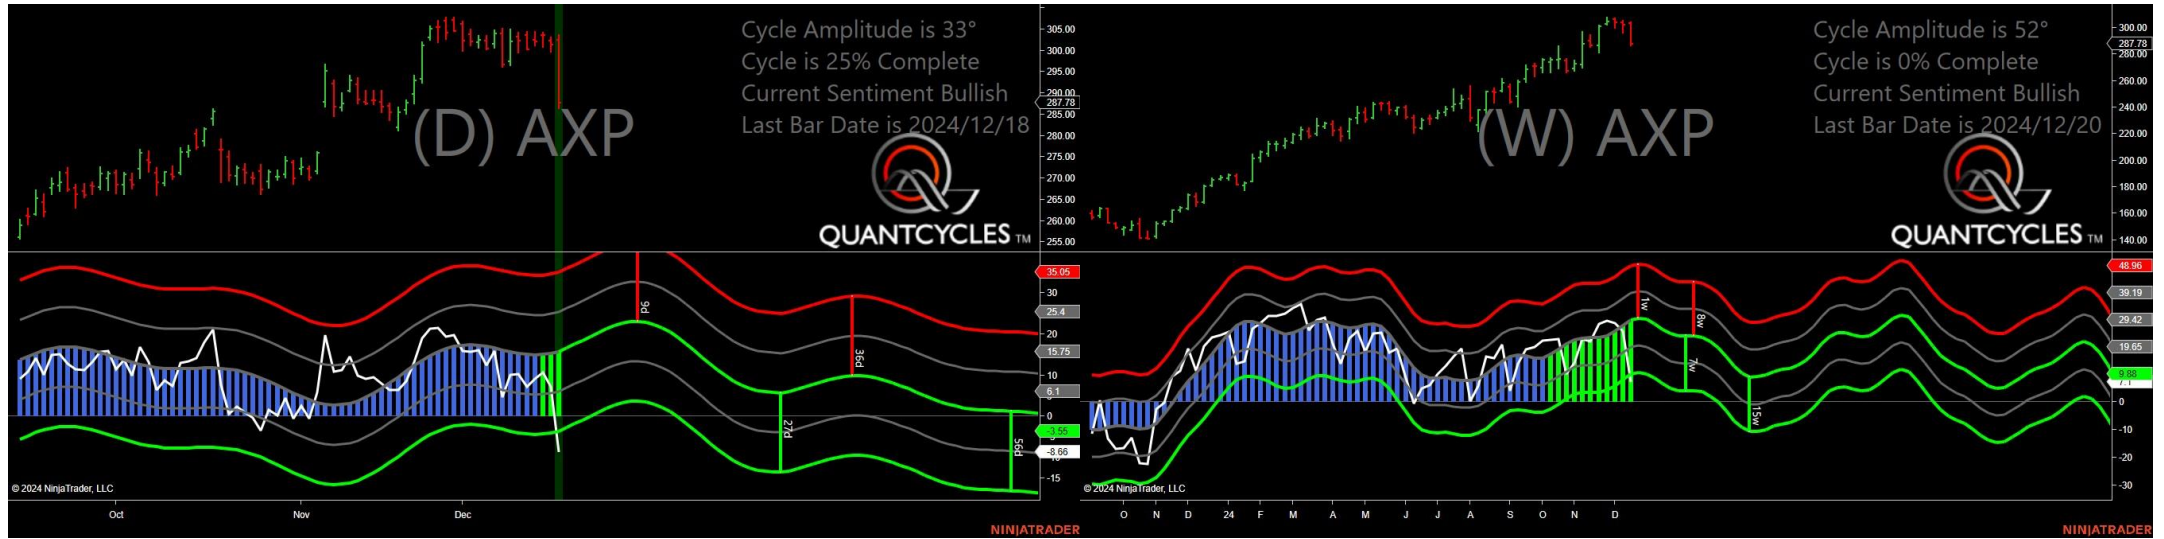 Cycle Amplitude is 33°
Cycle is 25% Complete
Current Sentiment Bullish
Last Bar Date is 2024/12/18
(D) AXP
QUANTCYCLES TM
305.00
300.00
295.00
290.00
287.78
285.00
280.00
275.00
270.00
265.00
260.00
255.00
35.05
30
25.4
20
15.75
10
6.1
0
-3.55
-8.66
-15
9d
27d
36d
56d
© 2024 NinjaTrader, LLC
Oct Nov Dec
NINJATRADER
Cycle Amplitude is 52°
Cycle is 0% Complete
Current Sentiment Bullish
Last Bar Date is 2024/12/20
(W) AXP
QUANTCYCLES TM
300.00
287.78
280.00
260.00
240.00
220.00
200.00
180.00
160.00
140.00
48.96
39.19
29.42
19.65
9.88
7.1
0
-10
-20
-30
1w
8w
7w
15w
© 2024 NinjaTrader, LLC
O N D 24 F M A M J J A S O N D
NINJATRADER